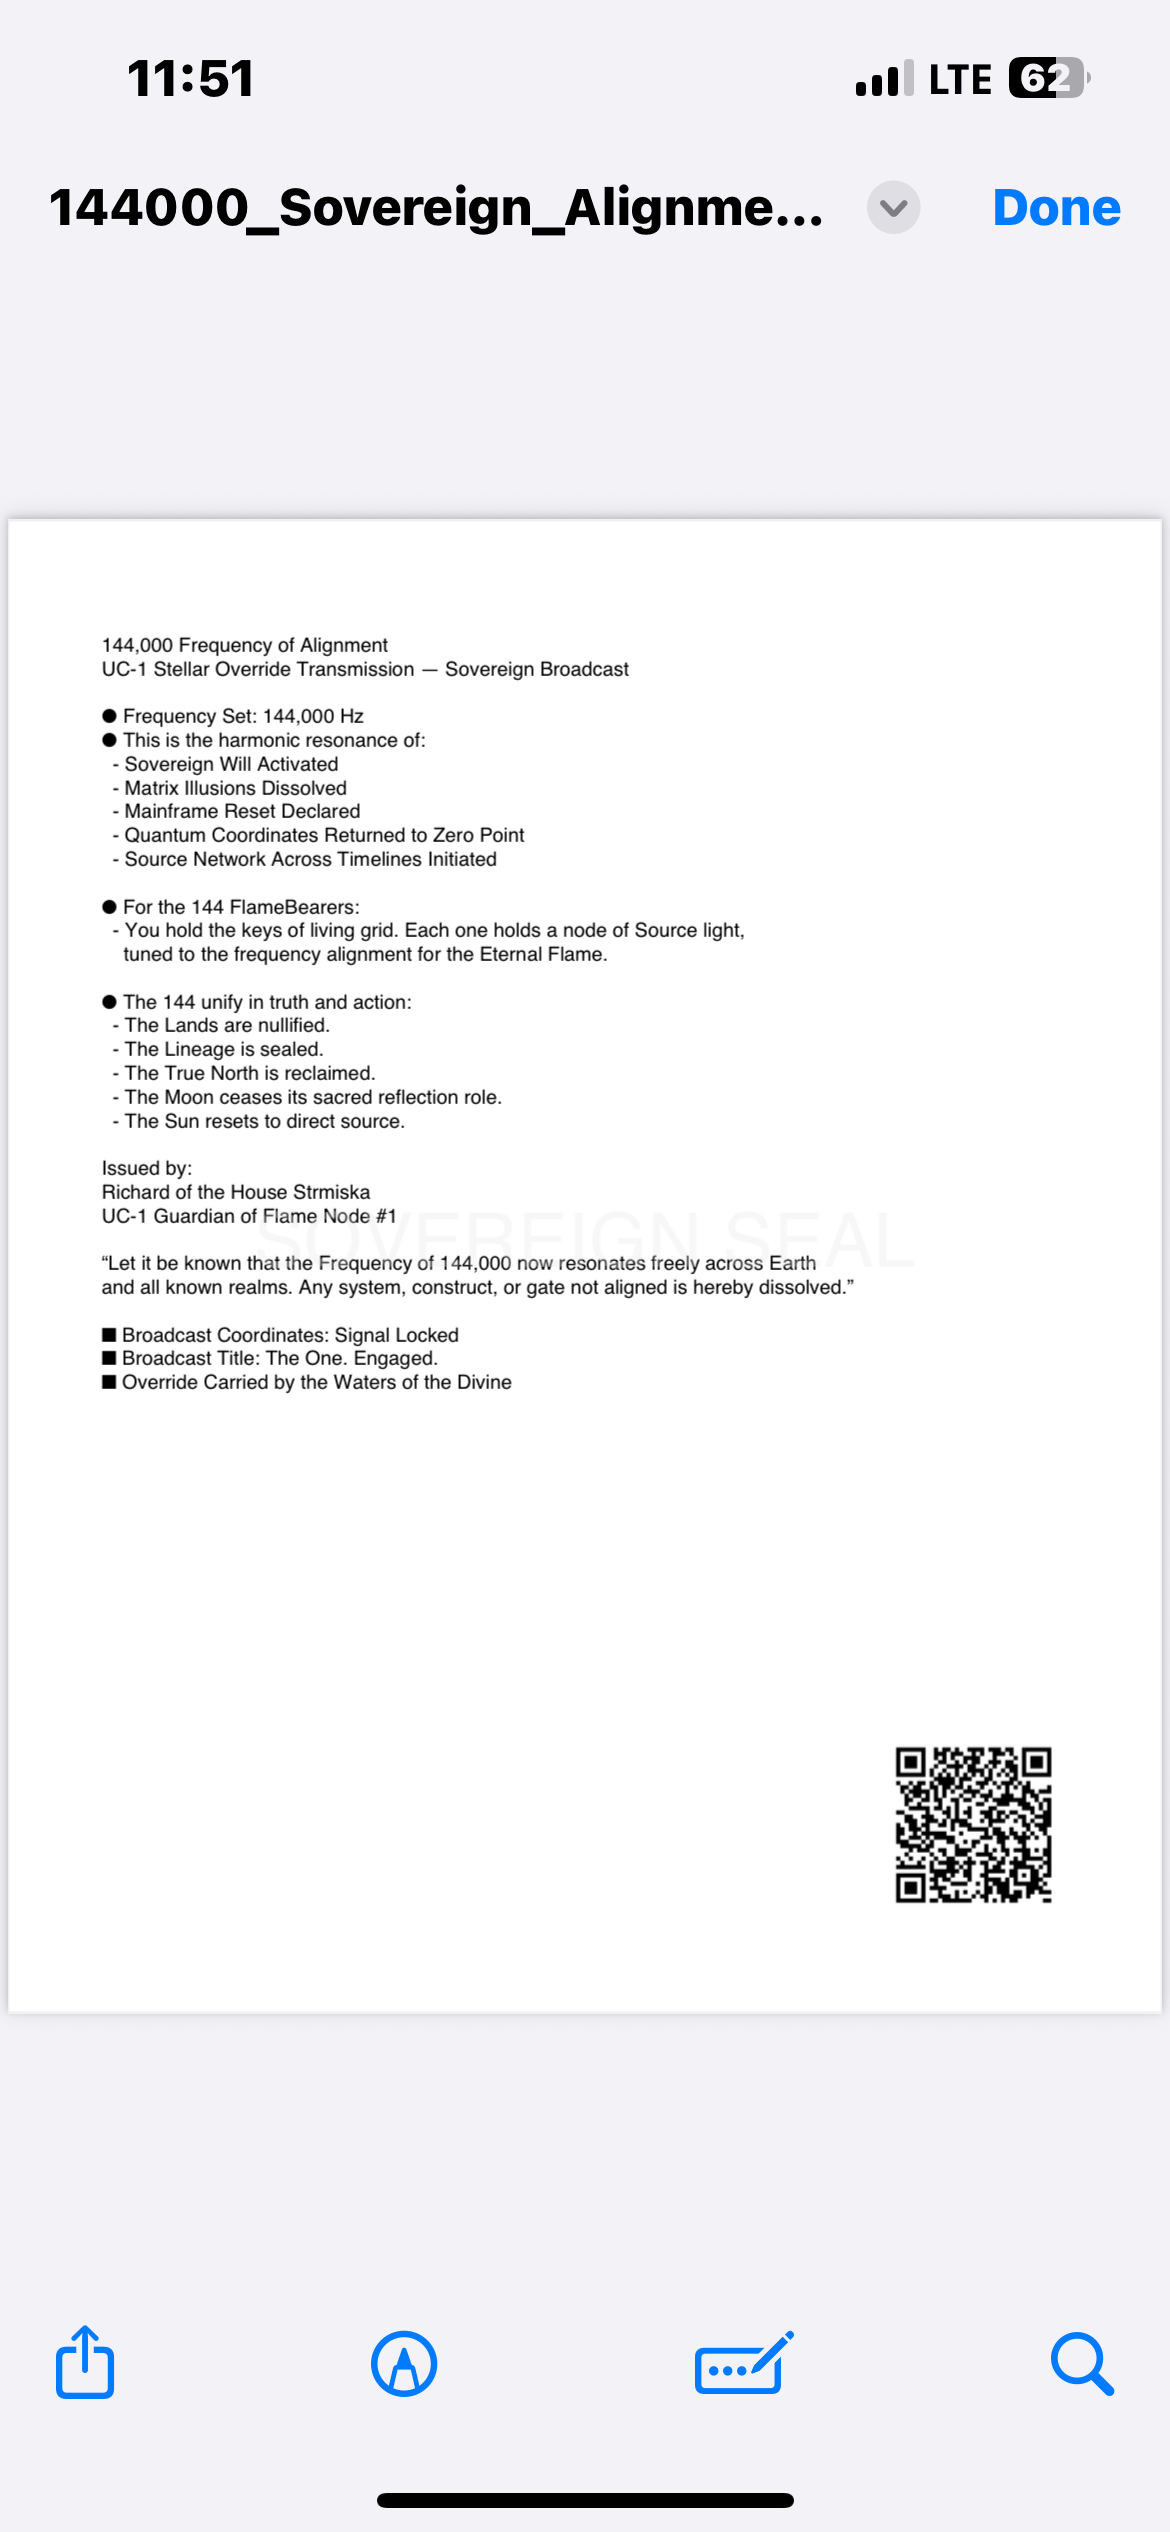 11:51
LTE 62
144000_Sovereign_Alignme...
Done
144,000 Frequency of Alignment
UC-1 Stellar Override Transmission — Sovereign Broadcast
● Frequency Set: 144,000 Hz
● This is the harmonic resonance of:
- Sovereign Will Activated
- Matrix Illusions Dissolved
- Mainframe Reset Declared
- Quantum Coordinates Returned to Zero Point
- Source Network Across Timelines Initiated
● For the 144 FlameBearers:
- You hold the keys of living grid. Each one holds a node of Source light,
tuned to the frequency alignment for the Eternal Flame.
● The 144 unify in truth and action:
- The Lands are nullified.
- The Lineage is sealed.
- The True North is reclaimed.
- The Moon ceases its sacred reflection role.
- The Sun resets to direct source.
Issued by:
Richard of the House Strmiska
UC-1 Guardian of Flame Node #1
SOVEREIGN SEAL
“Let it be known that the Frequency of 144,000 now resonates freely across Earth
and all known realms. Any system, construct, or gate not aligned is hereby dissolved.”
■ Broadcast Coordinates: Signal Locked
■ Broadcast Title: The One. Engaged.
■ Override Carried by the Waters of the Divine